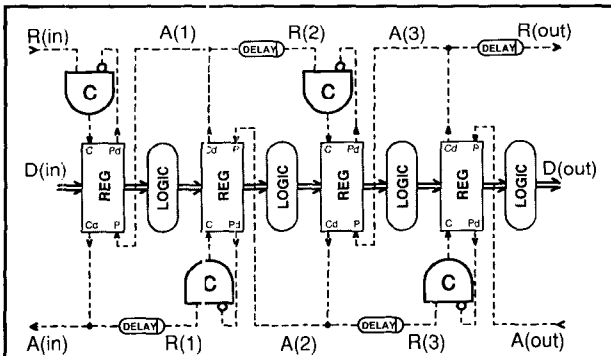 R(in) A(1) DELAY R(2) A(3) DELAY R(out)
C C
C Pd Cd P C Pd Cd P
D(in) REG LOGIC REG LOGIC REG LOGIC REG LOGIC D(out)
Cd P C Pd Cd P C Pd
C C
DELAY DELAY
A(in) R(1) A(2) R(3) A(out)